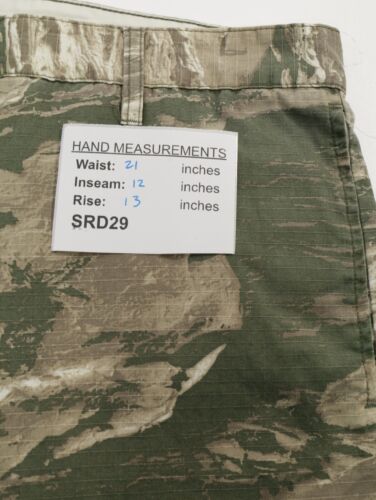 HAND MEASUREMENTS
Waist: 21 inches
Inseam: 12 inches
Rise: 13 inches
SRD29